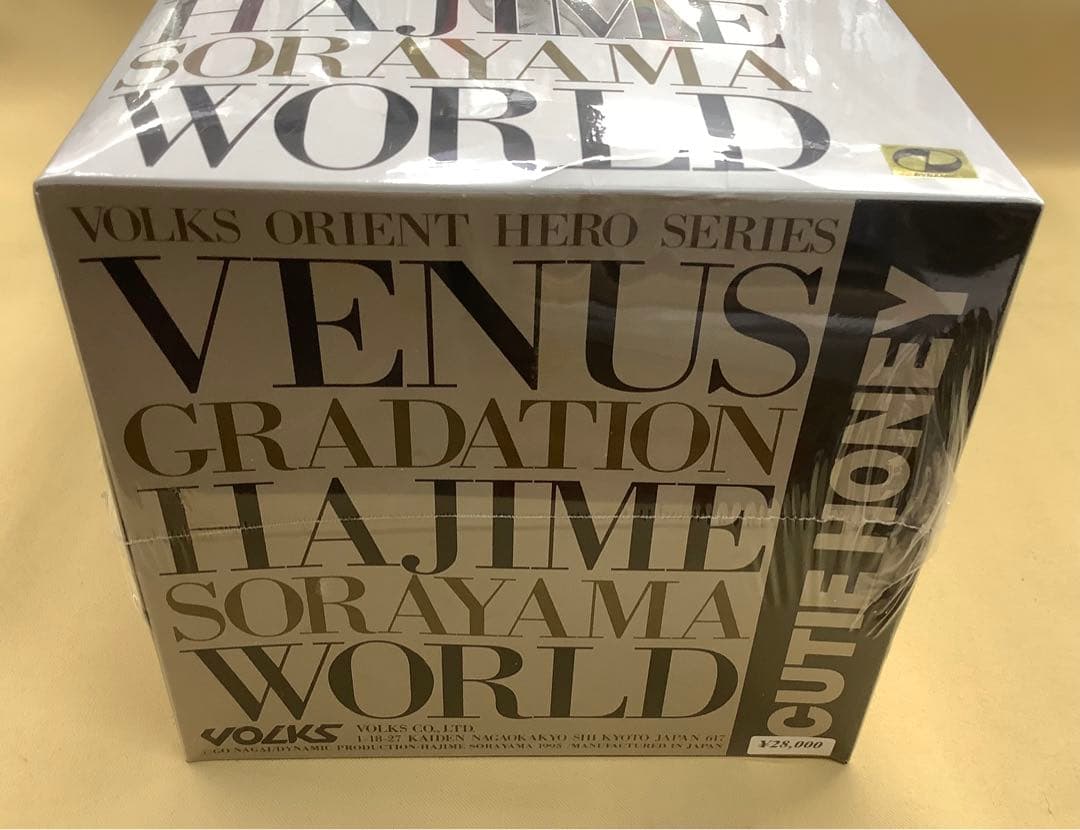 HAJIME
SORAYAMA
WORLD
VOLKS ORIENT HERO SERIES
VENUS
GRADATION
HAJIME
SORAYAMA
WORLD
CUTIE HONEY
VOLKS
VOLKS CO., LTD.
1-18-27 KAIDEN NAGAOKAKYO SHI KYOTO JAPAN 617
©GO NAGAI/DYNAMIC PRODUCTION·HAJIME SORAYAMA 1995 /MANUFACTURED IN JAPAN
¥28,000